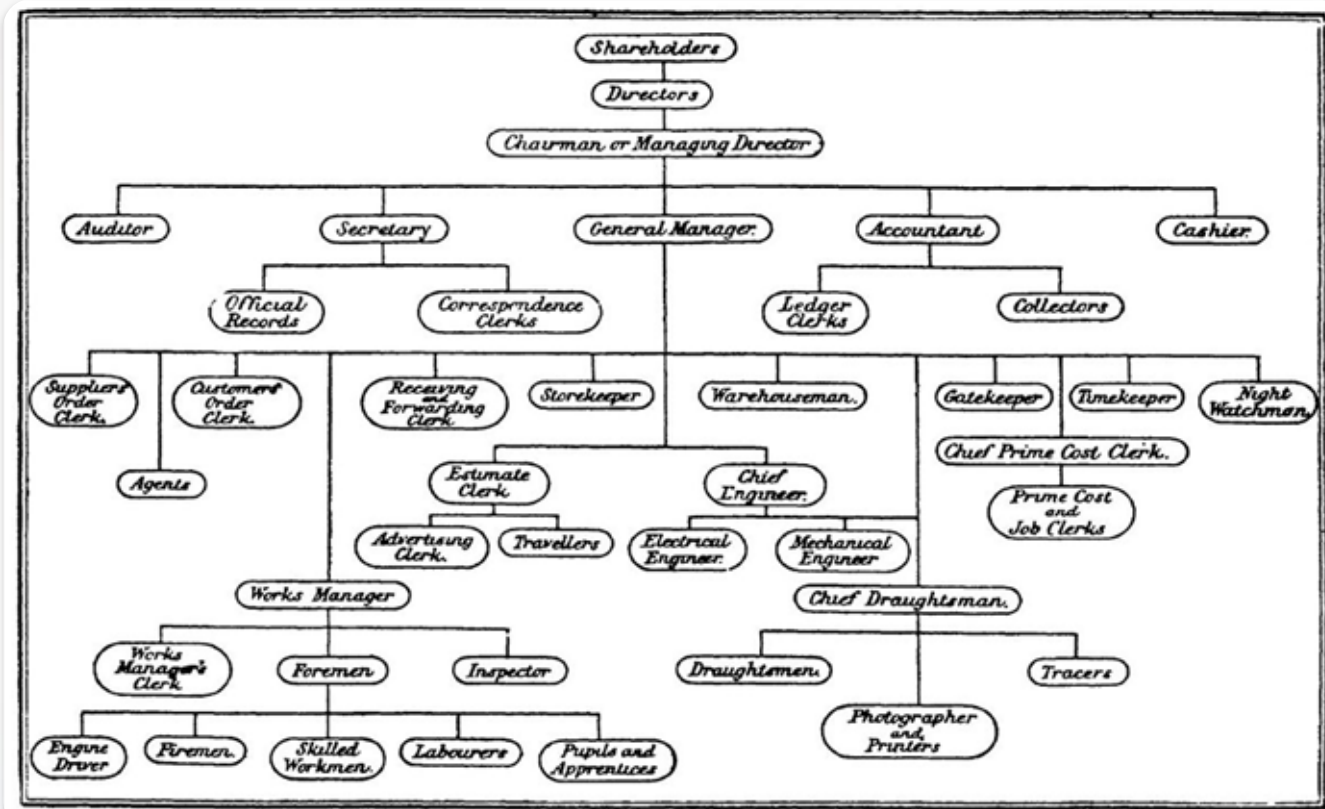 Shareholders
Directors
Chairman or Managing Director
Auditor
Secretary
General Manager.
Accountant
Cashier.
Official
Records
Correspondence
Clerks
Ledger
Clerks
Collectors
Suppliers'
Order
Clerk.
Agents
Customers'
Order
Clerk.
Receiving
and
Forwarding
Clerk
Storekeeper
Warehouseman.
Gatekeeper
Timekeeper
Night
Watchman.
Chief Prime Cost Clerk.
Prime Cost
and
Job Clerks
Estimate
Clerk
Chief
Engineer.
Advertising
Clerk.
Travellers
Electrical
Engineer.
Mechanical
Engineer
Works Manager
Chief Draughtsman.
Works
Manager's
Clerk
Foremen
Inspector
Draughtsmen.
Tracers
Photographer
and
Printers
Engine
Driver
Firemen.
Skilled
Workmen.
Labourers
Pupils and
Apprentices